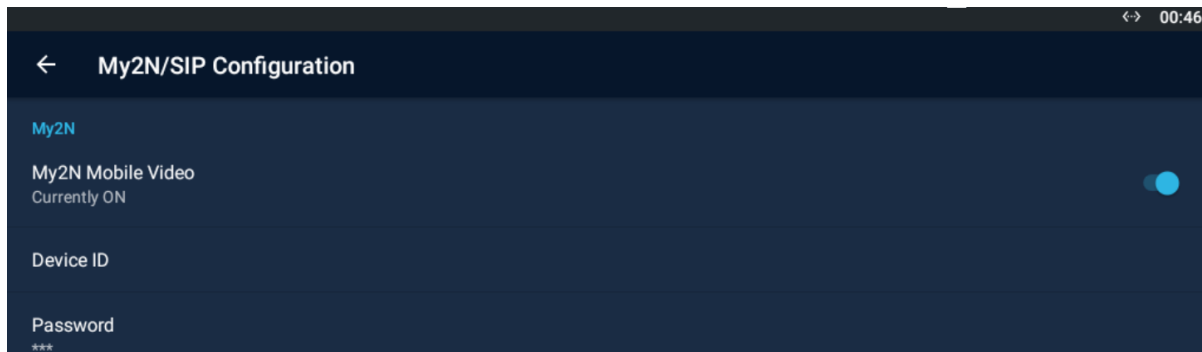 00:46
My2N/SIP Configuration
My2N
My2N Mobile Video
Currently ON
Device ID
Password
***